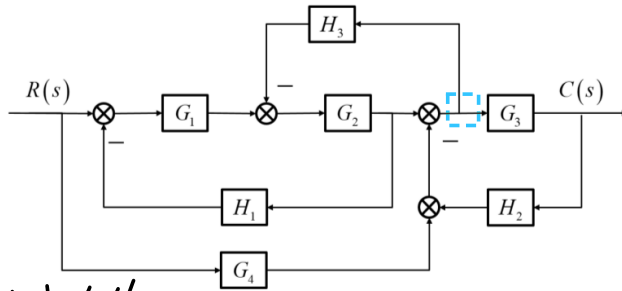 H₃
R(s) − C(s)
G₁ G₂ G₃
− −
H₁ H₂
G₄